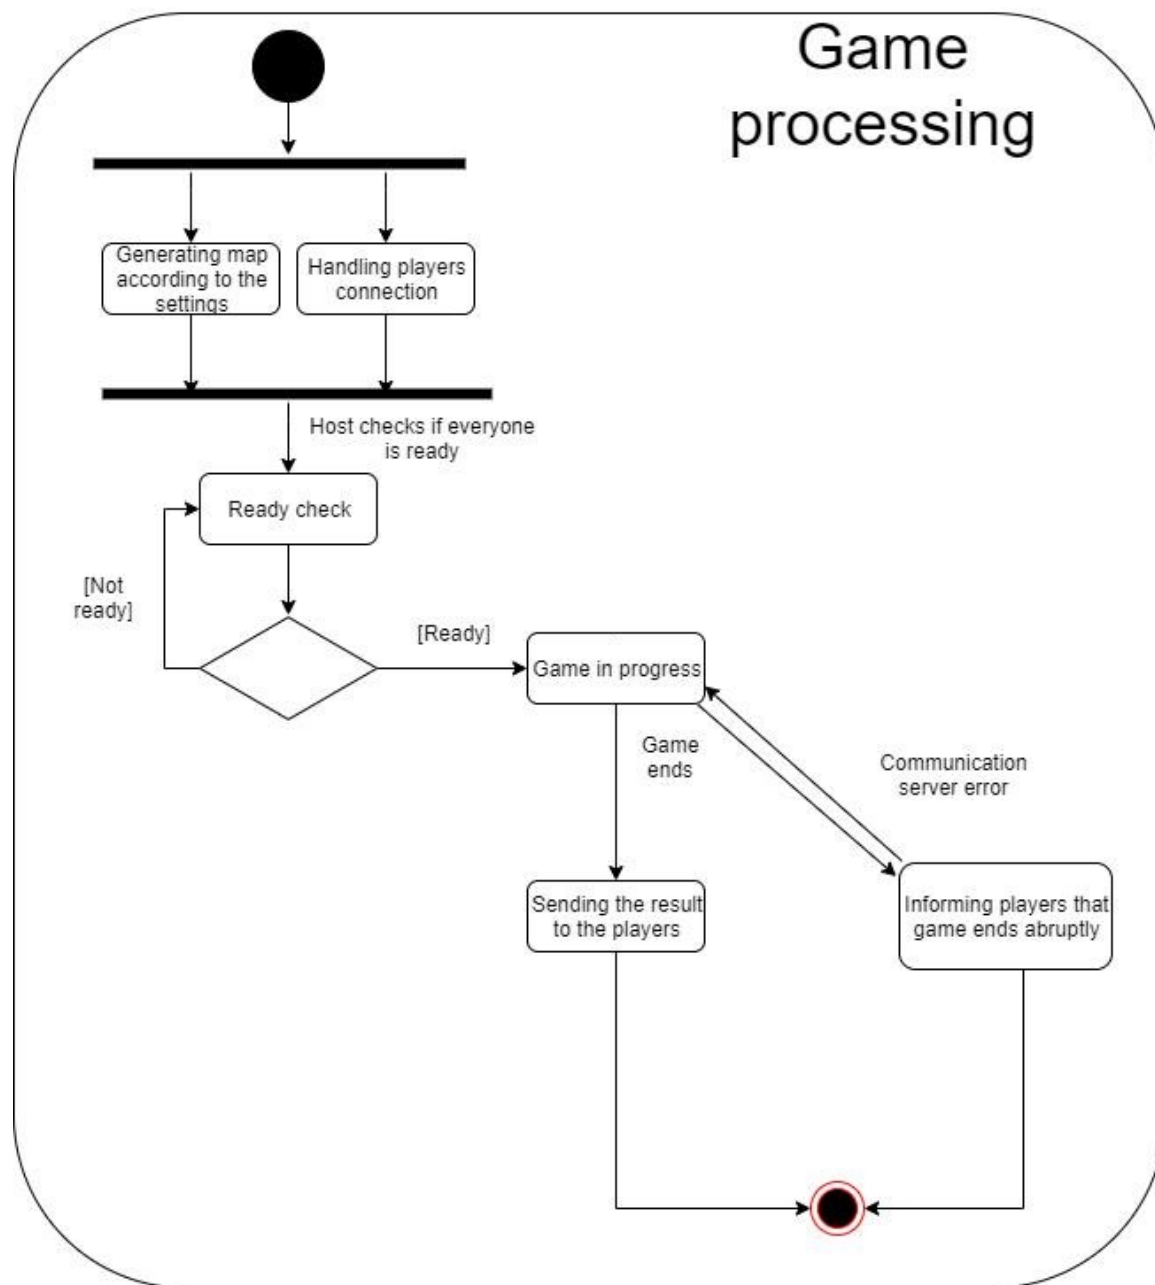 Game
processing
Generating map
according to the
settings
Handling players
connection
Host checks if everyone
is ready
Ready check
[Not
ready]
[Ready]
Game in progress
Game
ends
Communication
server error
Sending the result
to the players
Informing players that
game ends abruptly